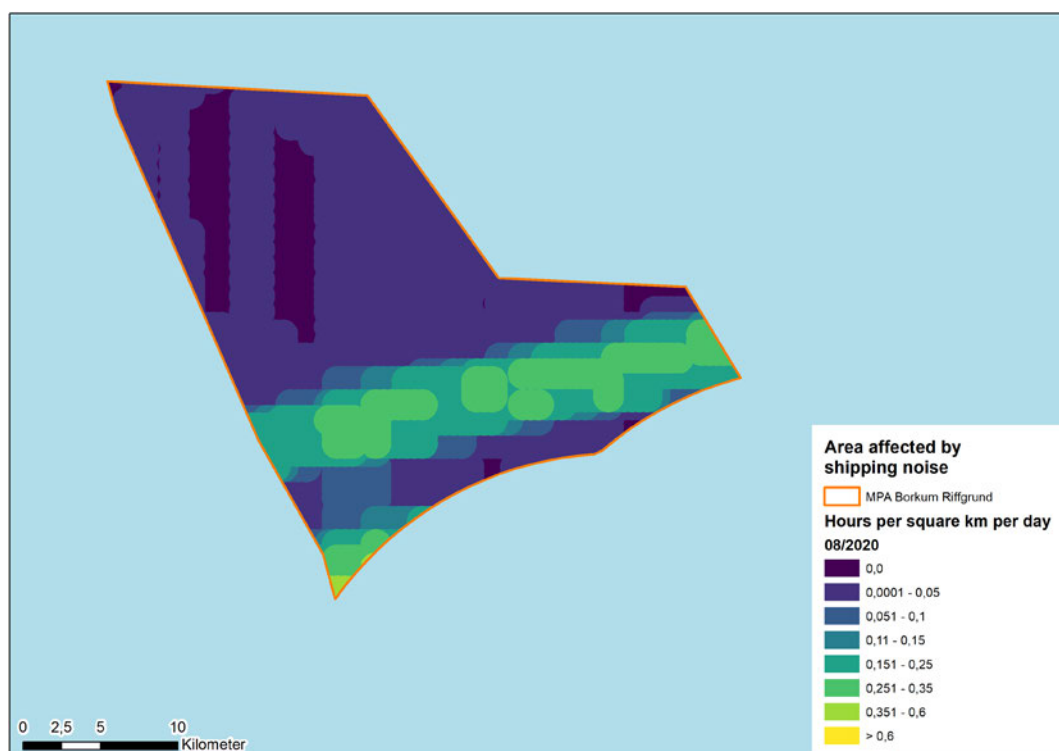 Area affected by
shipping noise
MPA Borkum Riffgrund
Hours per square km per day
08/2020
0,0
0,0001 - 0,05
0,051 - 0,1
0,11 - 0,15
0,151 - 0,25
0,251 - 0,35
0,351 - 0,6
> 0,6
0 2,5 5 10
Kilometer